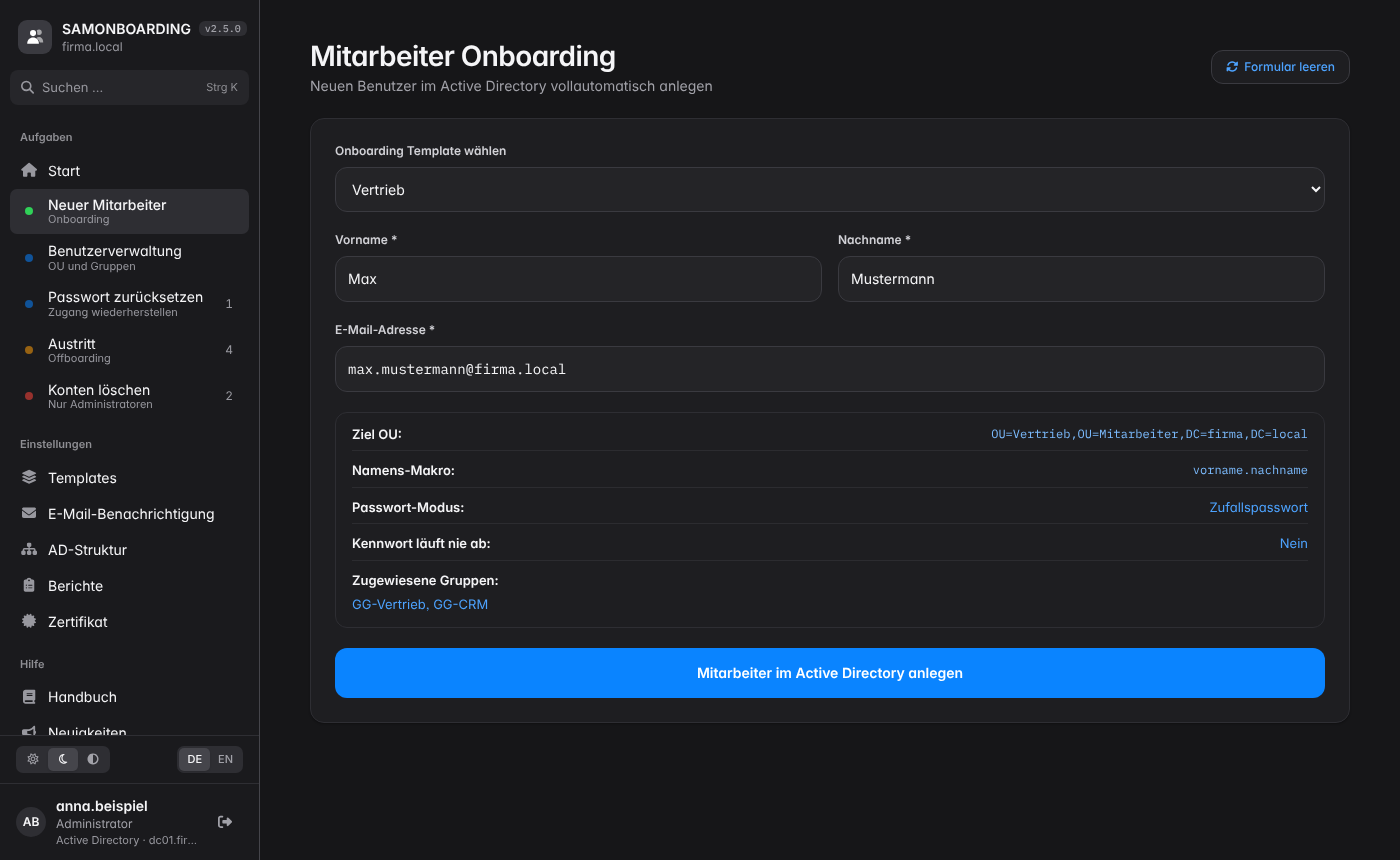 SAMONBOARDING v2.5.0
firma.local
Suchen ... Strg K
Aufgaben
Start
Neuer Mitarbeiter
Onboarding
Benutzerverwaltung
OU und Gruppen
Passwort zurücksetzen 1
Zugang wiederherstellen
Austritt 4
Offboarding
Konten löschen 2
Nur Administratoren
Einstellungen
Templates
E-Mail-Benachrichtigung
AD-Struktur
Berichte
Zertifikat
Hilfe
Handbuch
Neuigkeiten
DE EN
AB
anna.beispiel
Administrator
Active Directory · dc01.fir...
Mitarbeiter Onboarding
Neuen Benutzer im Active Directory vollautomatisch anlegen
Formular leeren
Onboarding Template wählen
Vertrieb
Vorname * Nachname *
Max Mustermann
E-Mail-Adresse *
max.mustermann@firma.local
Ziel OU: OU=Vertrieb,OU=Mitarbeiter,DC=firma,DC=local
Namens-Makro: vorname.nachname
Passwort-Modus: Zufallspasswort
Kennwort läuft nie ab: Nein
Zugewiesene Gruppen:
GG-Vertrieb, GG-CRM
Mitarbeiter im Active Directory anlegen